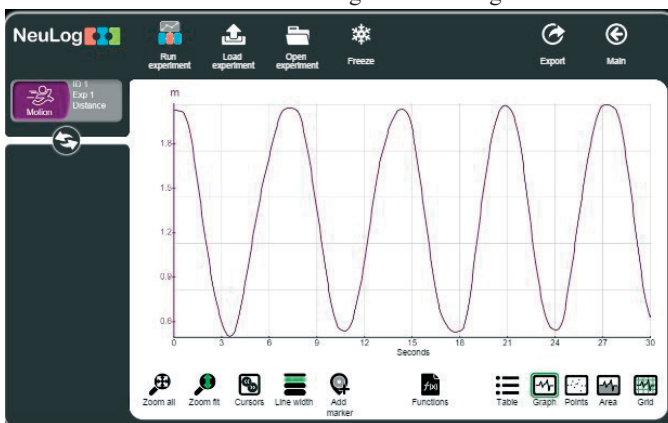 NeuLog
Run
experiment
Load
experiment
Open
experiment
Freeze
Export
Main
Motion
ID 1
Exp 1
Distance
m
1.8
1.5
1.2
0.9
0.6
0 3 6 9 12 15 18 21 24 27 30
Seconds
Zoom all
Zoom fit
Cursors
Line width
Add
marker
f(x)
Functions
Table
Graph
Points
Area
Grid